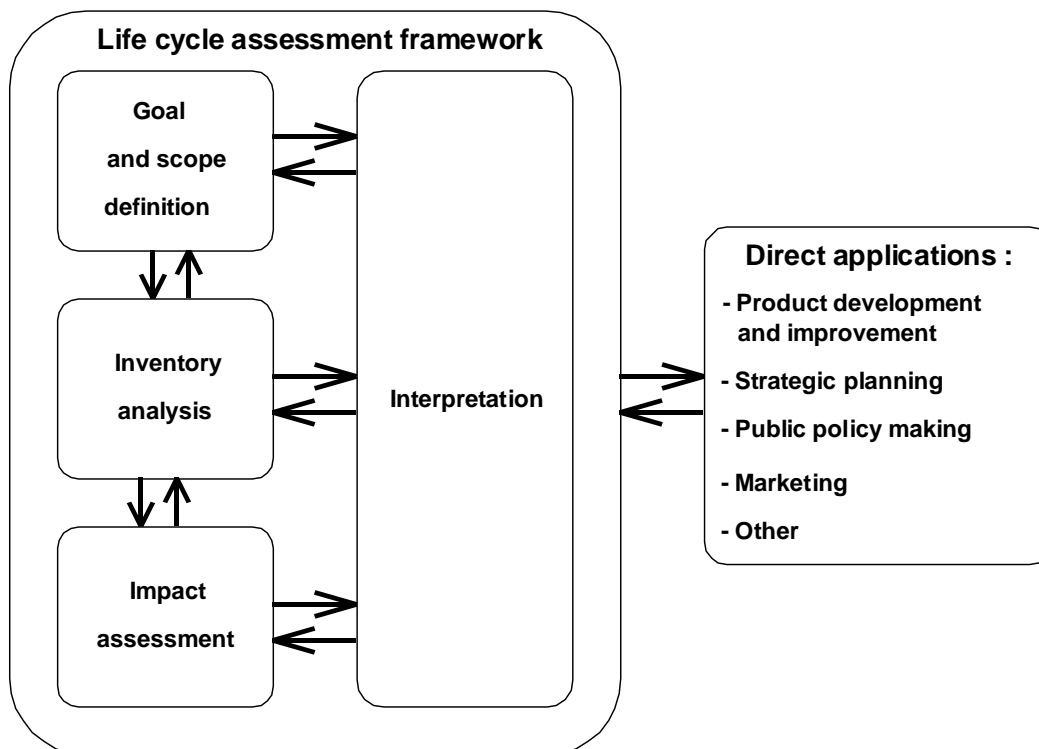 Life cycle assessment framework
Goal
and scope
definition
Inventory
analysis
Impact
assessment
Interpretation
Direct applications :
- Product development
and improvement
- Strategic planning
- Public policy making
- Marketing
- Other